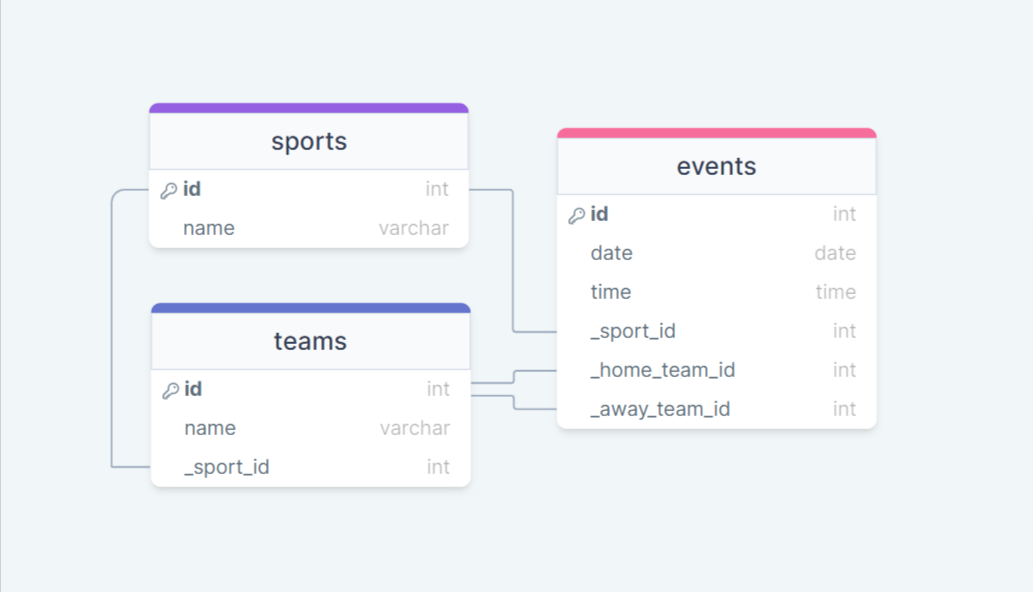 sports
id int
name varchar
teams
id int
name varchar
_sport_id int
events
id int
date date
time time
_sport_id int
_home_team_id int
_away_team_id int